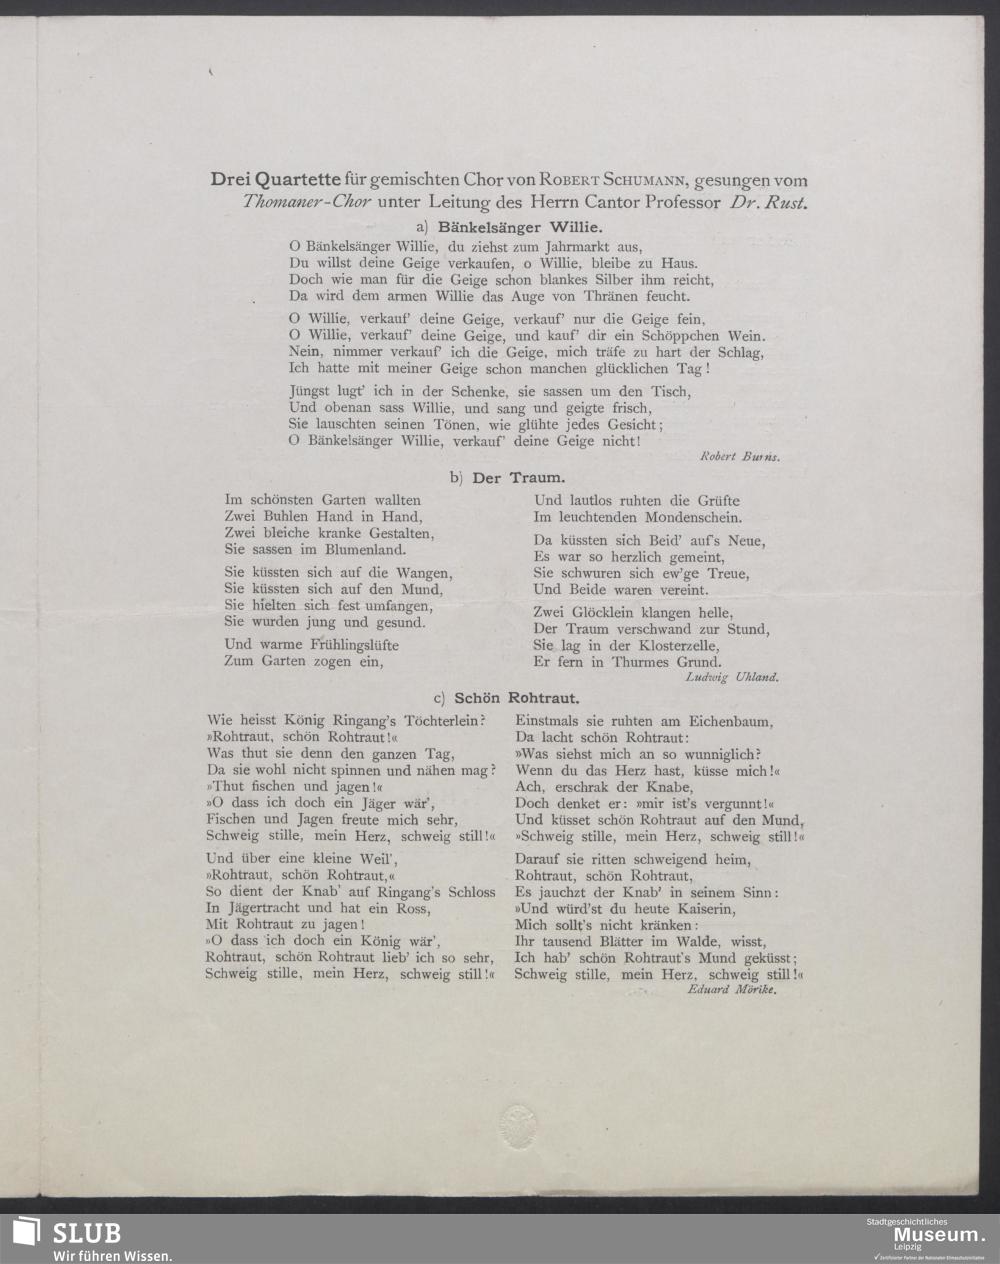 Drei Quartette für gemischten Chor von ROBERT SCHUMANN, gesungen vom
Thomaner-Chor unter Leitung des Herrn Cantor Professor Dr. Rust.
a) Bänkelsänger Willie.
O Bänkelsänger Willie, du ziehst zum Jahrmarkt aus,
Du willst deine Geige verkaufen, o Willie, bleibe zu Haus.
Doch wie man für die Geige schon blankes Silber ihm reicht,
Da wird dem armen Willie das Auge von Thränen feucht.
O Willie, verkauf' deine Geige, verkauf' nur die Geige fein,
O Willie, verkauf' deine Geige, und kauf' dir ein Schöppchen Wein.
Nein, nimmer verkauf' ich die Geige, mich träfe zu hart der Schlag,
Ich hatte mit meiner Geige schon manchen glücklichen Tag!
Jüngst lugt' ich in der Schenke, sie sassen um den Tisch,
Und obenan sass Willie, und sang und geigte frisch,
Sie lauschten seinen Tönen, wie glühte jedes Gesicht;
O Bänkelsänger Willie, verkauf' deine Geige nicht!
Robert Burns.
b) Der Traum.
Im schönsten Garten wallten
Zwei Buhlen Hand in Hand,
Zwei bleiche kranke Gestalten,
Sie sassen im Blumenland.
Sie küssten sich auf die Wangen,
Sie küssten sich auf den Mund,
Sie hielten sich fest umfangen,
Sie wurden jung und gesund.
Und warme Frühlingslüfte
Zum Garten zogen ein,
Und lautlos ruhten die Grüfte
Im leuchtenden Mondenschein.
Da küssten sich Beid' auf's Neue,
Es war so herzlich gemeint,
Sie schwuren sich ew'ge Treue,
Und Beide waren vereint.
Zwei Glöcklein klangen helle,
Der Traum verschwand zur Stund,
Sie lag in der Klosterzelle,
Er fern in Thurmes Grund.
Ludwig Uhland.
c) Schön Rohtraut.
Wie heisst König Ringang's Töchterlein?
»Rohtraut, schön Rohtraut!«
Was thut sie denn den ganzen Tag,
Da sie wohl nicht spinnen und nähen mag?
»Thut fischen und jagen!«
»O dass ich doch ein Jäger wär',
Fischen und Jagen freute mich sehr,
Schweig stille, mein Herz, schweig still!«
Und über eine kleine Weil',
»Rohtraut, schön Rohtraut,«
So dient der Knab' auf Ringang's Schloss
In Jägertracht und hat ein Ross,
Mit Rohtraut zu jagen!
»O dass ich doch ein König wär',
Rohtraut, schön Rohtraut lieb' ich so sehr,
Schweig stille, mein Herz, schweig still!«
Einstmals sie ruhten am Eichenbaum,
Da lacht schön Rohtraut:
»Was siehst mich an so wunniglich?
Wenn du das Herz hast, küsse mich!«
Ach, erschrak der Knabe,
Doch denket er: »mir ist's vergunnt!«
Und küsset schön Rohtraut auf den Mund,
»Schweig stille, mein Herz, schweig still!«
Darauf sie ritten schweigend heim,
Rohtraut, schön Rohtraut,
Es jauchzt der Knab' in seinem Sinn:
»Und würd'st du heute Kaiserin,
Mich sollt's nicht kränken:
Ihr tausend Blätter im Walde, wisst,
Ich hab' schön Rohtraut's Mund geküsst;
Schweig stille, mein Herz, schweig still!«
Eduard Mörike.
SLUB
Wir führen Wissen.
Stadtgeschichtliches
Museum.
Leipzig
Zertifizierter Partner der Nationalen Klimaschutzinitiative